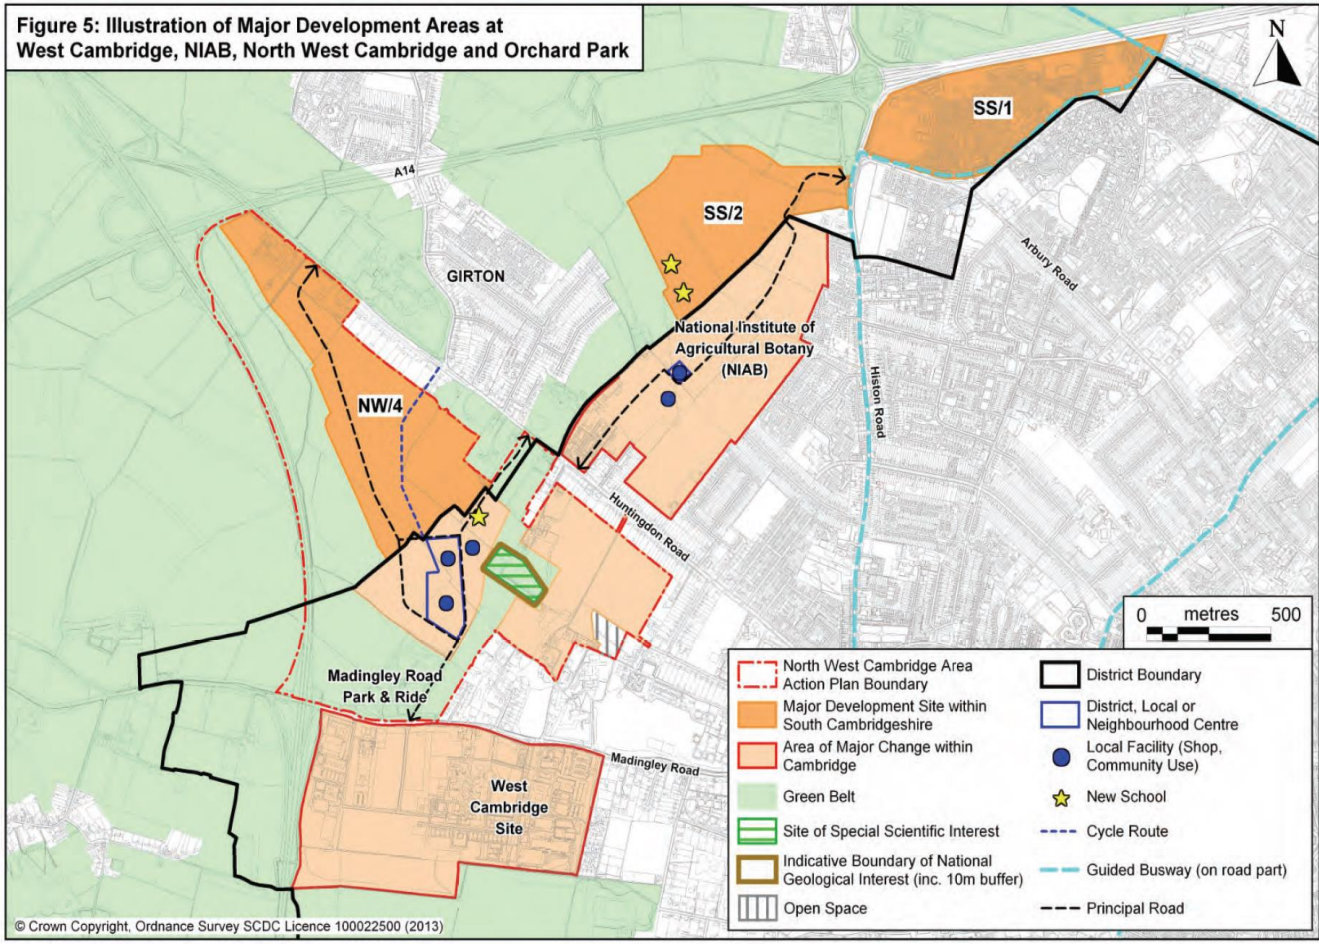 Figure 5: Illustration of Major Development Areas at
West Cambridge, NIAB, North West Cambridge and Orchard Park
N
SS/1
A14
SS/2
GIRTON
Arbury Road
National Institute of
Agricultural Botany
(NIAB)
Histon Road
NW/4
Huntingdon Road
0 metres 500
Madingley Road
Park & Ride
Madingley Road
West
Cambridge
Site
North West Cambridge Area
Action Plan Boundary
Major Development Site within
South Cambridgeshire
Area of Major Change within
Cambridge
Green Belt
Site of Special Scientific Interest
Indicative Boundary of National
Geological Interest (inc. 10m buffer)
Open Space
District Boundary
District, Local or
Neighbourhood Centre
Local Facility (Shop,
Community Use)
New School
Cycle Route
Guided Busway (on road part)
Principal Road
© Crown Copyright, Ordnance Survey SCDC Licence 100022500 (2013)